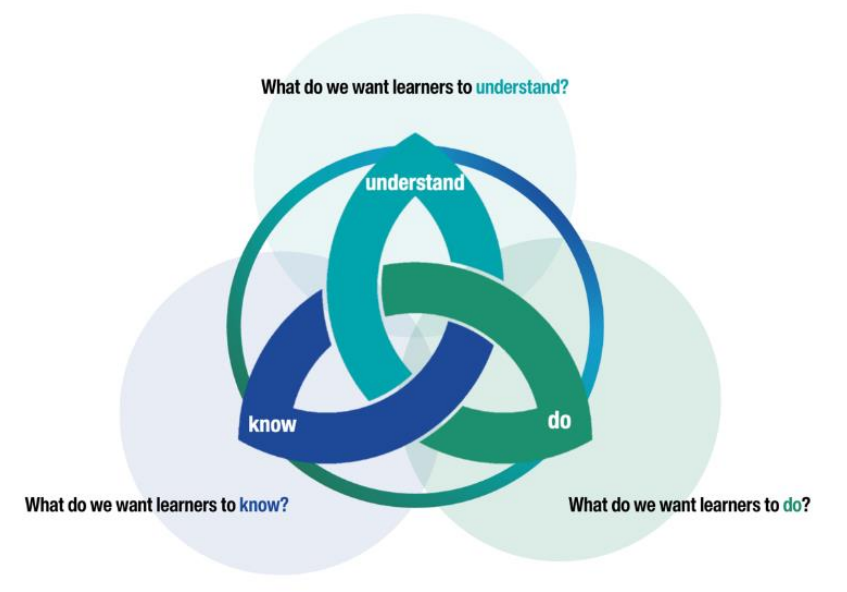 What do we want learners to understand?
understand
know
do
What do we want learners to know?
What do we want learners to do?